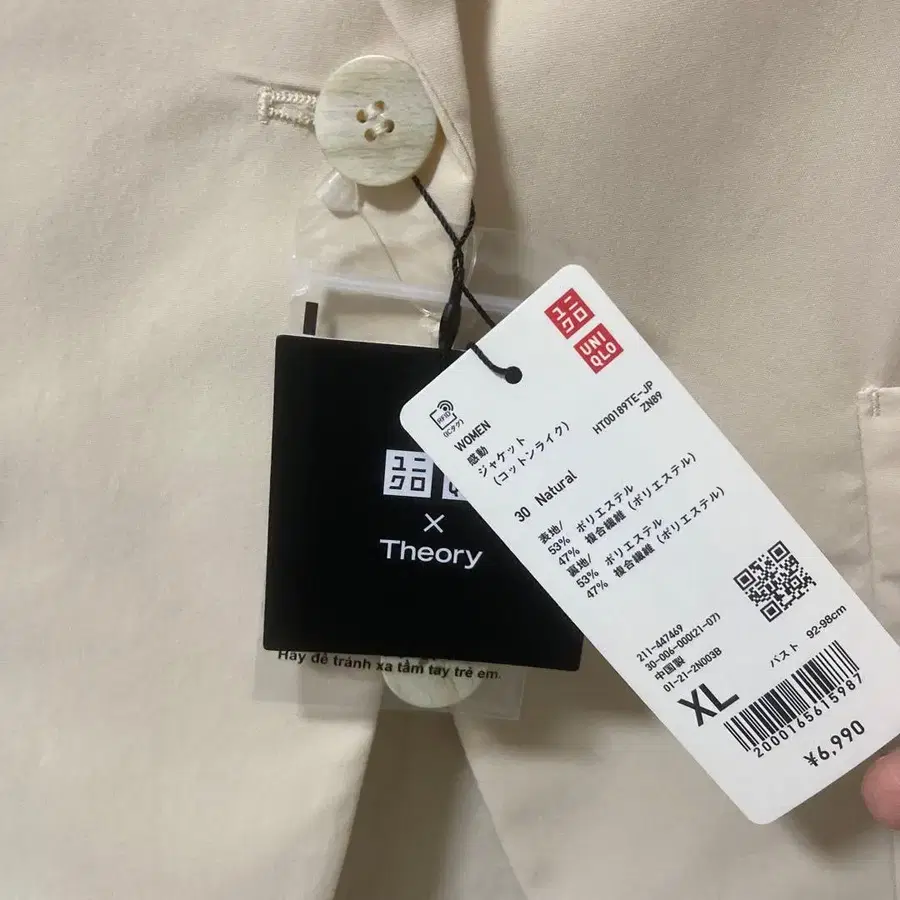 ユニクロ
UNIQLO
RFID
(ICタグ)
WOMEN
感動
ジャケット
(コットンライク)
HT00189TE-JP
ZN89
30 Natural
表地/
53% ポリエステル
47% 複合繊維 (ポリエステル)
裏地/
53% ポリエステル
47% 複合繊維 (ポリエステル)
211-447469
30-006-000(21-07)
中国製
01-21-2N003B
XL
バスト 92-98cm
2000165615987
¥6,990
ユニクロ
×
Theory
Hãy để tránh xa tầm tay trẻ em.